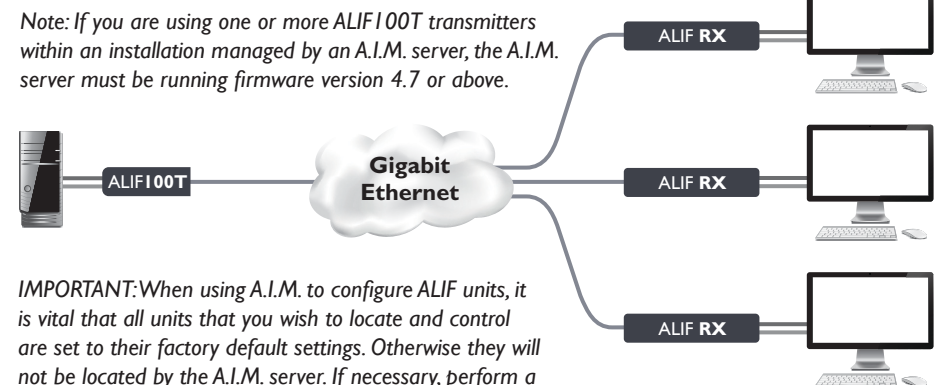 Note: If you are using one or more ALIF100T transmitters
within an installation managed by an A.I.M. server, the A.I.M.
server must be running firmware version 4.7 or above.
ALIF RX
ALIF100T
Gigabit
Ethernet
ALIF RX
ALIF RX
IMPORTANT: When using A.I.M. to configure ALIF units, it
is vital that all units that you wish to locate and control
are set to their factory default settings. Otherwise they will
not be located by the A.I.M. server. If necessary, perform a